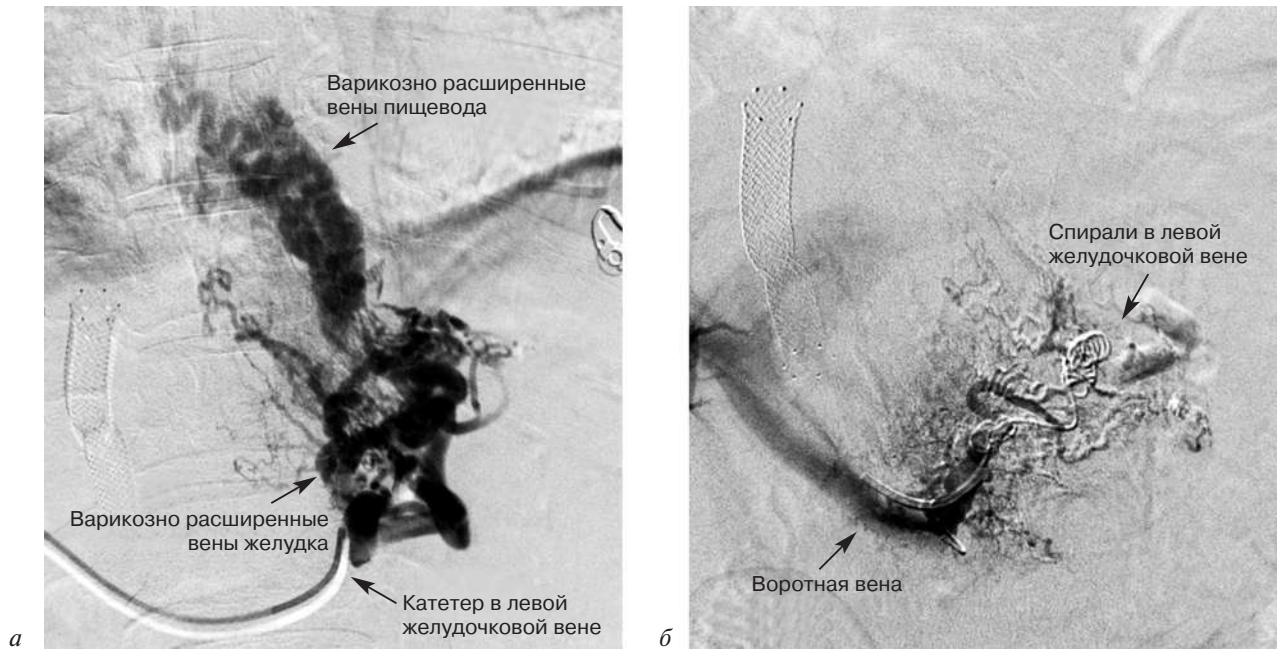 Варикозно расширенные
вены пищевода
Варикозно расширенные
вены желудка
Катетер в левой
желудочковой вене
а
Спирали в левой
желудочковой вене
Воротная вена
б